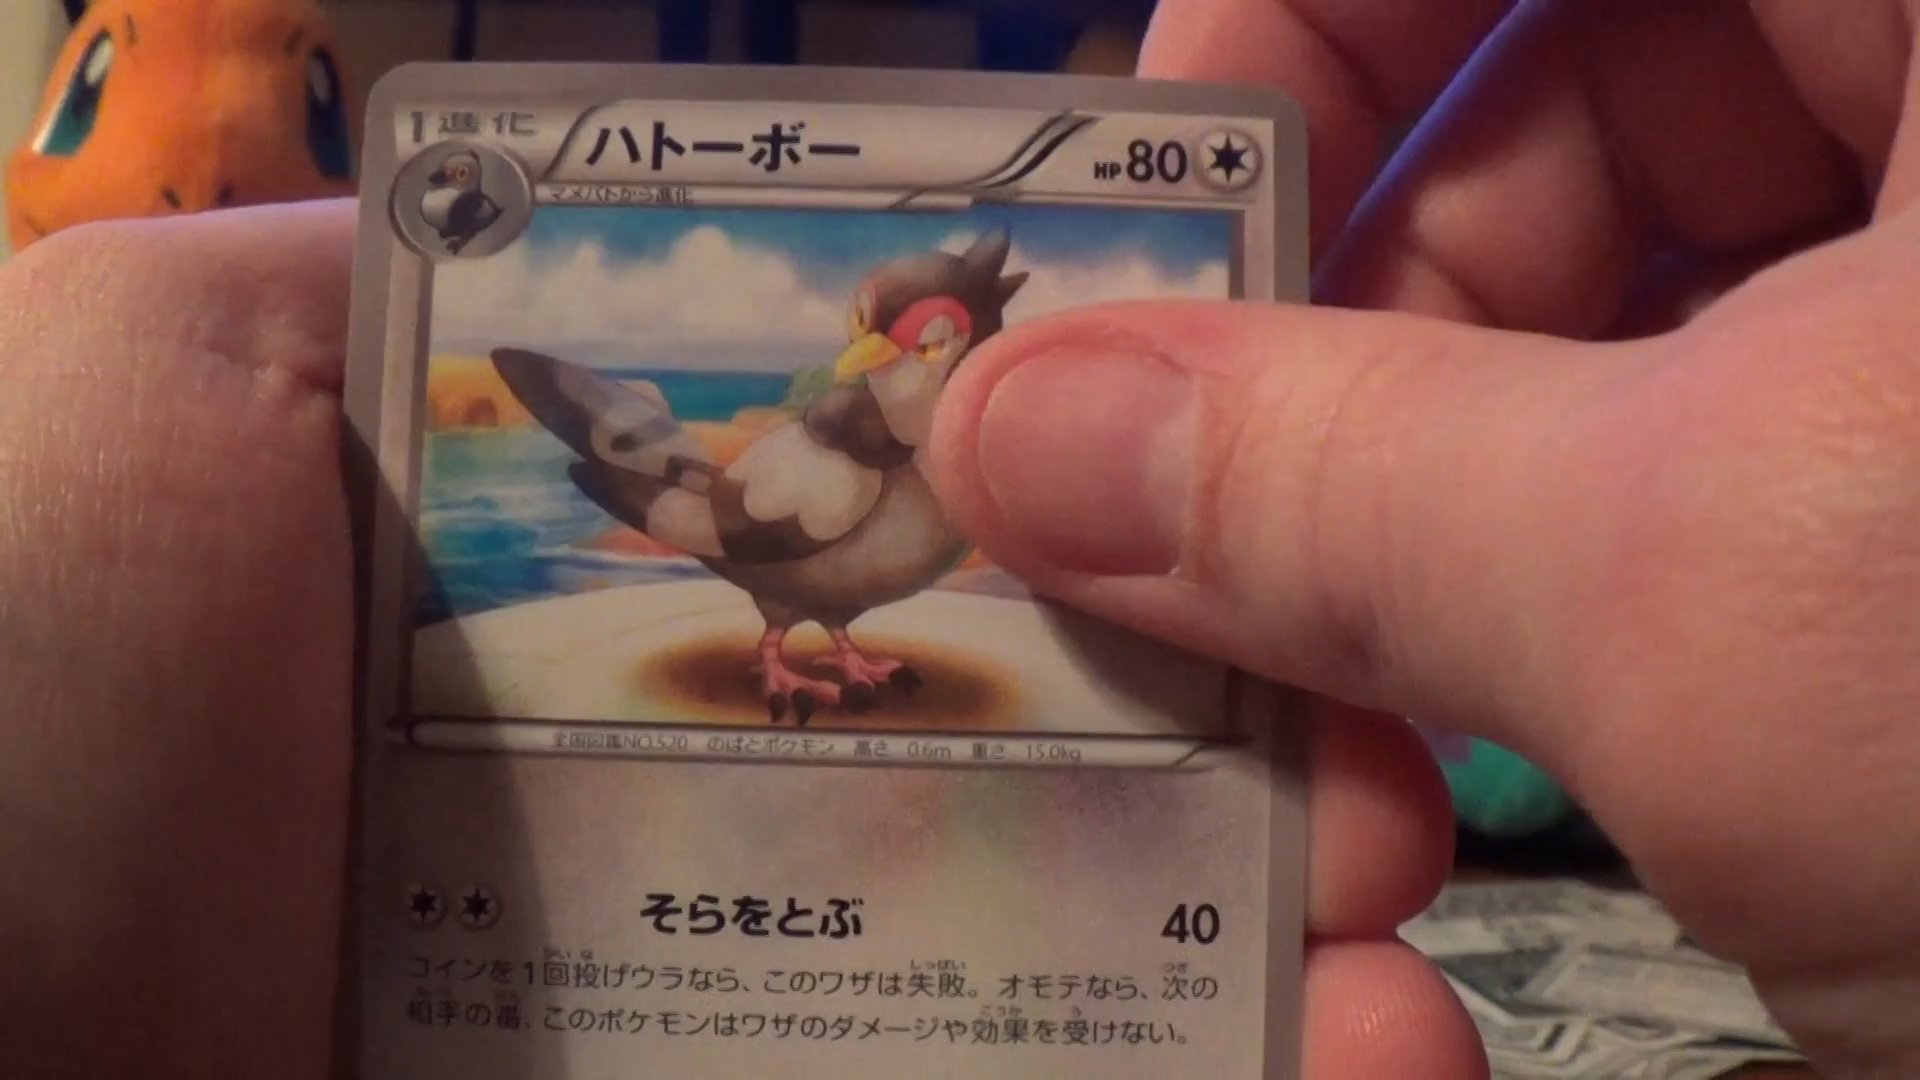 1進化 ハトーボー HP80
マメパトから進化
全国図鑑NO.520 のばとポケモン 高さ 0.6m 重さ 15.0kg
そらをとぶ 40
コインを1回投げウラなら、このワザは失敗。オモテなら、次の
相手の番、このポケモンはワザのダメージや効果を受けない。